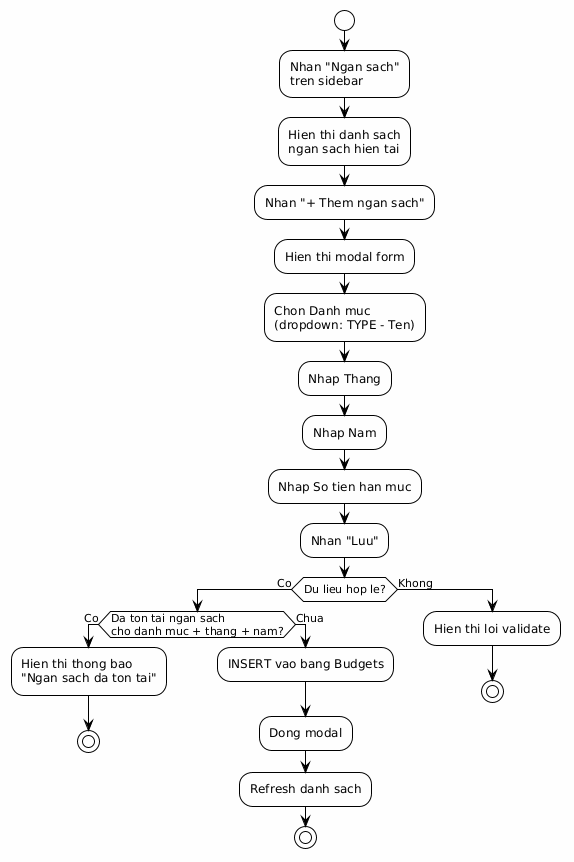 Nhan "Ngan sach"
tren sidebar
Hien thi danh sach
ngan sach hien tai
Nhan "+ Them ngan sach"
Hien thi modal form
Chon Danh muc
(dropdown: TYPE - Ten)
Nhap Thang
Nhap Nam
Nhap So tien han muc
Nhan "Luu"
Co
Du lieu hop le?
Khong
Co
Da ton tai ngan sach
cho danh muc + thang + nam?
Chua
Hien thi loi validate
Hien thi thong bao
"Ngan sach da ton tai"
INSERT vao bang Budgets
Dong modal
Refresh danh sach